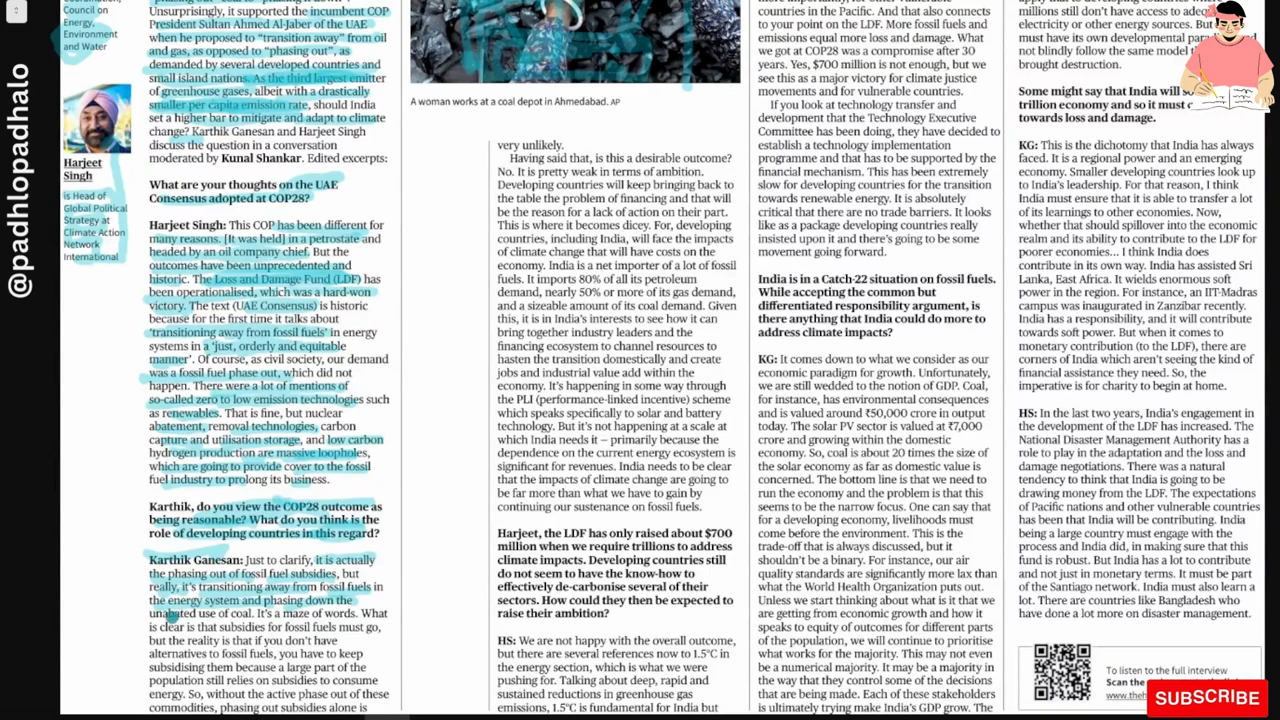 @padhlopadhalo
Council on
Energy,
Environment
and Water
Harjeet
Singh
is Head of
Global Political
Strategy at
Climate Action
Network
International
Unsurprisingly, it supported the incumbent COP
President Sultan Ahmed Al-Jaber of the UAE
when he proposed to “transition away” from oil
and gas, as opposed to “phasing out”, as
demanded by several developed countries and
small island nations. As the third largest emitter
of greenhouse gases, albeit with a drastically
smaller per capita emission rate, should India
set a higher bar to mitigate and adapt to climate
change? Karthik Ganesan and Harjeet Singh
discuss the question in a conversation
moderated by Kunal Shankar. Edited excerpts:
What are your thoughts on the UAE
Consensus adopted at COP28?
Harjeet Singh: This COP has been different for
many reasons. [It was held] in a petrostate and
headed by an oil company chief. But the
outcomes have been unprecedented and
historic. The Loss and Damage Fund (LDF) has
been operationalised, which was a hard-won
victory. The text (UAE Consensus) is historic
because for the first time it talks about
‘transitioning away from fossil fuels’ in energy
systems in a ‘just, orderly and equitable
manner’. Of course, as civil society, our demand
was a fossil fuel phase out, which did not
happen. There were a lot of mentions of
so-called zero to low emission technologies such
as renewables. That is fine, but nuclear
abatement, removal technologies, carbon
capture and utilisation storage, and low carbon
hydrogen production are massive loopholes,
which are going to provide cover to the fossil
fuel industry to prolong its business.
Karthik, do you view the COP28 outcome as
being reasonable? What do you think is the
role of developing countries in this regard?
Karthik Ganesan: Just to clarify, it is actually
the phasing out of fossil fuel subsidies, but
really, it’s transitioning away from fossil fuels in
the energy system and phasing down the
unabated use of coal. It’s a maze of words. What
is clear is that subsidies for fossil fuels must go,
but the reality is that if you don’t have
alternatives to fossil fuels, you have to keep
subsidising them because a large part of the
population still relies on subsidies to consume
energy. So, without the active phase out of these
commodities, phasing out subsidies alone is
A woman works at a coal depot in Ahmedabad. AP
very unlikely.
Having said that, is this a desirable outcome?
No. It is pretty weak in terms of ambition.
Developing countries will keep bringing back to
the table the problem of financing and that will
be the reason for a lack of action on their part.
This is where it becomes dicey. For, developing
countries, including India, will face the impacts
of climate change that will have costs on the
economy. India is a net importer of a lot of fossil
fuels. It imports 80% of all its petroleum
demand, nearly 50% or more of its gas demand,
and a sizeable amount of its coal demand. Given
this, it is in India’s interests to see how it can
bring together industry leaders and the
financing ecosystem to channel resources to
hasten the transition domestically and create
jobs and industrial value add within the
economy. It’s happening in some way through
the PLI (performance-linked incentive) scheme
which speaks specifically to solar and battery
technology. But it’s not happening at a scale at
which India needs it — primarily because the
dependence on the current energy ecosystem is
significant for revenues. India needs to be clear
that the impacts of climate change are going to
be far more than what we have to gain by
continuing our sustenance on fossil fuels.
Harjeet, the LDF has only raised about $700
million when we require trillions to address
climate impacts. Developing countries still
do not seem to have the know-how to
effectively de-carbonise several of their
sectors. How could they then be expected to
raise their ambition?
HS: We are not happy with the overall outcome,
but there are several references now to 1.5°C in
the energy section, which is what we were
pushing for. Talking about deep, rapid and
sustained reductions in greenhouse gas
emissions, 1.5°C is fundamental for India but
countries in the Pacific. And that also connects
to your point on the LDF. More fossil fuels and
emissions equal more loss and damage. What
we got at COP28 was a compromise after 30
years. Yes, $700 million is not enough, but we
see this as a major victory for climate justice
movements and for vulnerable countries.
If you look at technology transfer and
development that the Technology Executive
Committee has been doing, they have decided to
establish a technology implementation
programme and that has to be supported by the
financial mechanism. This has been extremely
slow for developing countries for the transition
towards renewable energy. It is absolutely
critical that there are no trade barriers. It looks
like as a package developing countries really
insisted upon it and there’s going to be some
movement going forward.
India is in a Catch-22 situation on fossil fuels.
While accepting the common but
differentiated responsibility argument, is
there anything that India could do more to
address climate impacts?
KG: It comes down to what we consider as our
economic paradigm for growth. Unfortunately,
we are still wedded to the notion of GDP. Coal,
for instance, has environmental consequences
and is valued around ₹50,000 crore in output
today. The solar PV sector is valued at ₹7,000
crore and growing within the domestic
economy. So, coal is about 20 times the size of
the solar economy as far as domestic value is
concerned. The bottom line is that we need to
run the economy and the problem is that this
seems to be the narrow focus. One can say that
for a developing economy, livelihoods must
come before the environment. This is the
trade-off that is always discussed, but it
shouldn’t be binary. For instance, our air
quality standards are significantly more lax than
what the World Health Organization puts out.
Unless we start thinking about what is it that we
are getting from economic growth and how it
speaks to equity of outcomes for different parts
of the population, we will continue to prioritise
what works for the majority. This may not even
be a numerical majority. It may be a majority in
the way that they control some of the decisions
that are being made. Each of these stakeholders
is ultimately trying make India’s GDP grow. The
millions still don’t have access to
electricity or other energy sources. But
must have its own developmental
not blindly follow the same model
brought destruction.
Some might say that India will
trillion economy and so it must
towards loss and damage.
KG: This is the dichotomy that India has always
faced. It is a regional power and an emerging
economy. Smaller developing countries look up
to India’s leadership. For that reason, I think
India must ensure that it is able to transfer a lot
of its learnings to other economies. Now,
whether that should spillover into the economic
realm and its ability to contribute to the LDF for
poorer economies... I think India does
contribute in its own way. India has assisted Sri
Lanka, East Africa. It wields enormous soft
power in the region. For instance, an IIT-Madras
campus was inaugurated in Zanzibar recently.
India has a responsibility, and it will contribute
towards soft power. But when it comes to
monetary contribution (to the LDF), there are
corners of India which aren’t seeing the kind of
financial assistance they need. So, the
imperative is for charity to begin at home.
HS: In the last two years, India’s engagement in
the development of the LDF has increased. The
National Disaster Management Authority has a
role to play in the adaptation and the loss and
damage negotiations. There was a natural
tendency to think that India is going to be
drawing money from the LDF. The expectations
of Pacific nations and other vulnerable countries
has been that India will be contributing. India
being a large country must engage with the
process and India did, in making sure that this
fund is robust. But India has a lot to contribute
and not just in monetary terms. It must be part
of the Santiago network. India must also learn a
lot. There are countries like Bangladesh who
have done a lot more on disaster management.
To listen to the full interview
Scan the
www.theh
SUBSCRIBE